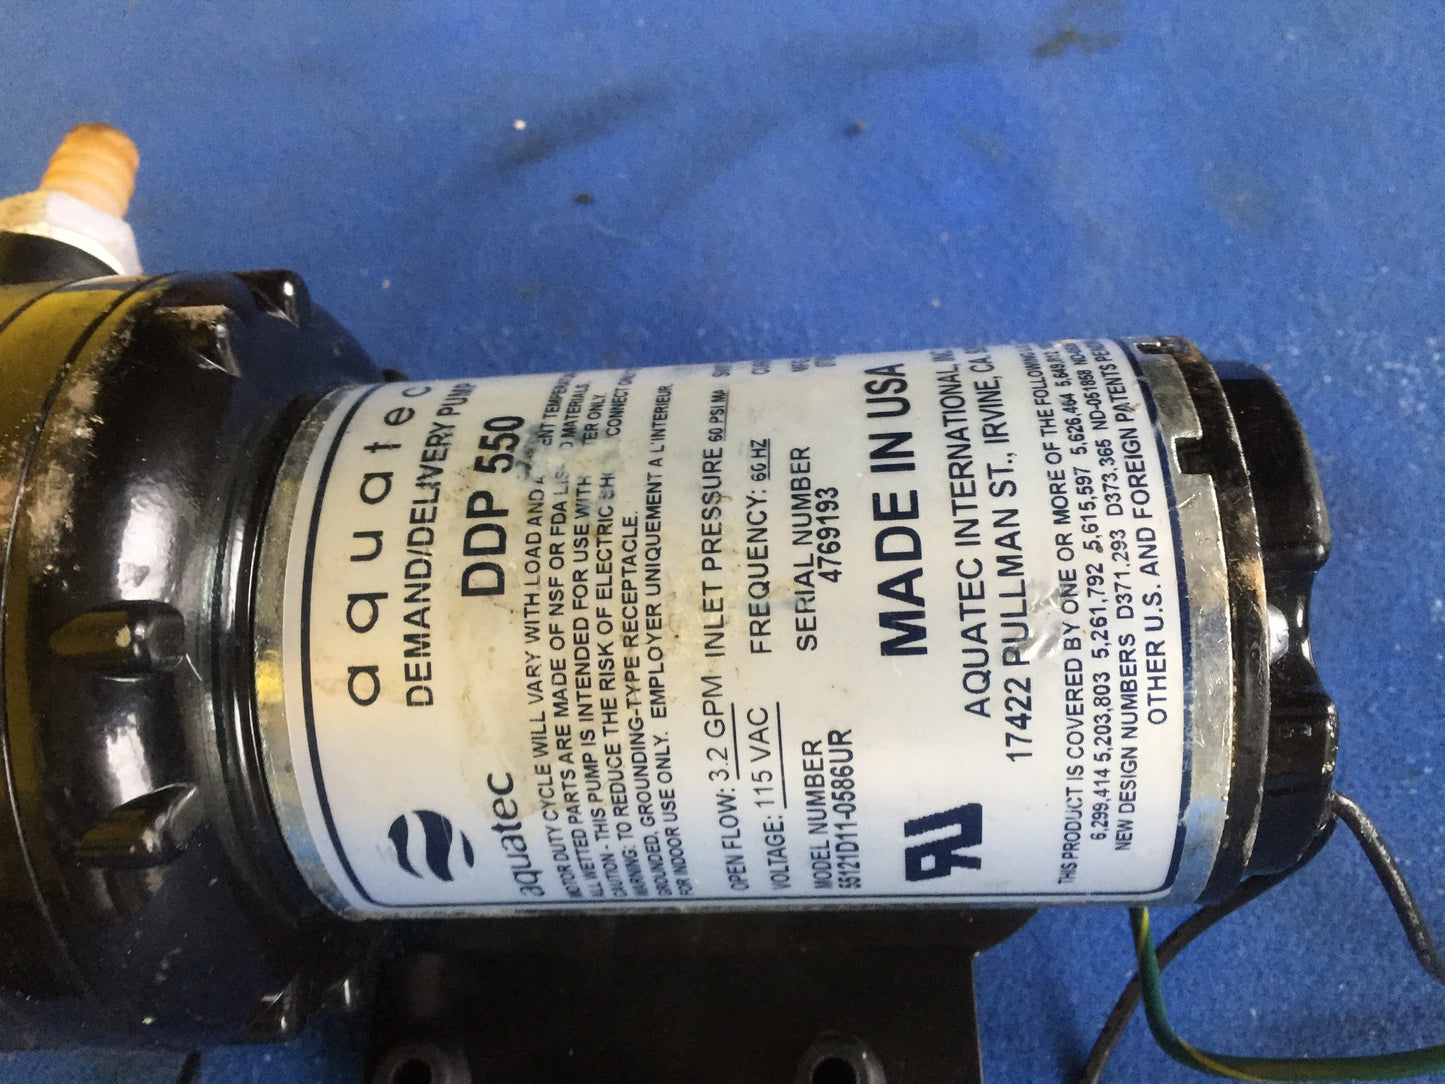 aquatec
DEMAND/DELIVERY PUMP
aquatec
DDP 550
MOTOR DUTY CYCLE WILL VARY WITH LOAD AND
ALL WETTED PARTS ARE MADE OF NSF OR FDA MATERIALS
CAUTION - THIS PUMP IS INTENDED FOR USE WITH ONLY.
WARNING: TO REDUCE THE RISK OF ELECTRIC CONNECT
GROUNDED, GROUNDING-TYPE RECEPTACLE.
FOR INDOOR USE ONLY. EMPLOYER UNIQUEMENT A L'INTERIEUR.
OPEN FLOW: 3.2 GPM INLET PRESSURE 60 PSI
VOLTAGE: 115 VAC FREQUENCY: 60 HZ
MODEL NUMBER SERIAL NUMBER
55121D11-0586UR 4769193
MADE IN USA
AQUATEC INTERNATIONAL,
17422 PULLMAN ST., IRVINE, CA
THIS PRODUCT IS COVERED BY ONE OR MORE OF THE FOLLOWING
6,299,414 5,203,803 5,261,792 5,615,597 5,626,464
NEW DESIGN NUMBERS D371,293 D373,365 ND-051858
OTHER U.S. AND FOREIGN PATENTS